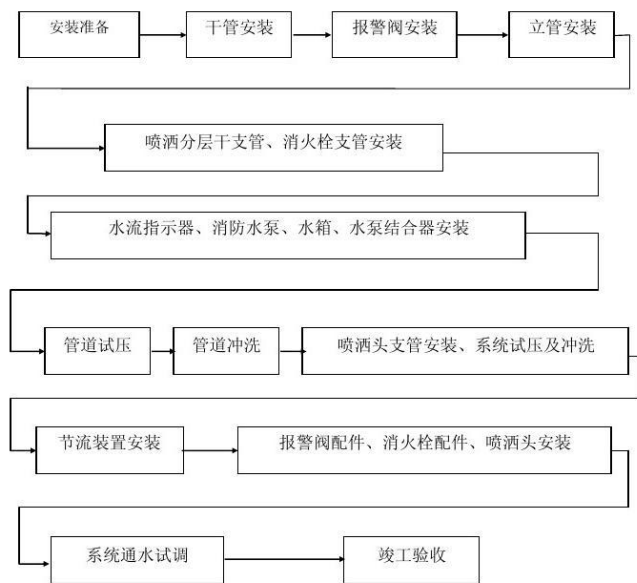 安装准备
干管安装
报警阀安装
立管安装
喷洒分层干支管、消火栓支管安装
水流指示器、消防水泵、水箱、水泵结合器安装
管道试压
管道冲洗
喷洒头支管安装、系统试压及冲洗
节流装置安装
报警阀配件、消火栓配件、喷洒头安装
系统通水试调
竣工验收